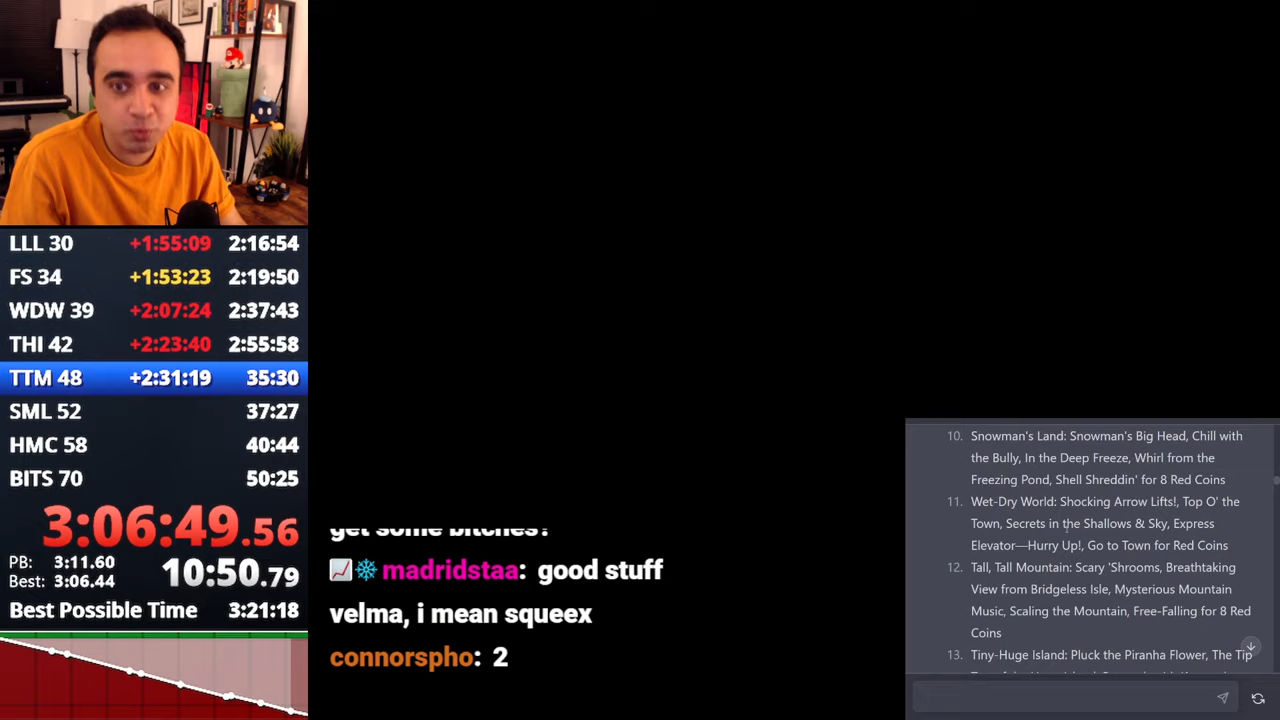 LLL 30 +1:55:09 2:16:54
FS 34 +1:53:23 2:19:50
WDW 39 +2:07:24 2:37:43
THI 42 +2:23:40 2:55:58
TTM 48 +2:31:19 35:30
SML 52 37:27
HMC 58 40:44
BITS 70 50:25
3:06:49.56
PB: 3:11.60
Best: 3:06.44
10:50.79
Best Possible Time 3:21:18
get some bitches?
madridstaa: good stuff
velma, i mean squeex
connorspho: 2
10. Snowman's Land: Snowman's Big Head, Chill with
the Bully, In the Deep Freeze, Whirl from the
Freezing Pond, Shell Shreddin' for 8 Red Coins
11. Wet-Dry World: Shocking Arrow Lifts!, Top O' the
Town, Secrets in the Shallows & Sky, Express
Elevator—Hurry Up!, Go to Town for Red Coins
12. Tall, Tall Mountain: Scary 'Shrooms, Breathtaking
View from Bridgeless Isle, Mysterious Mountain
Music, Scaling the Mountain, Free-Falling for 8 Red
Coins
13. Tiny-Huge Island: Pluck the Piranha Flower, The Tip